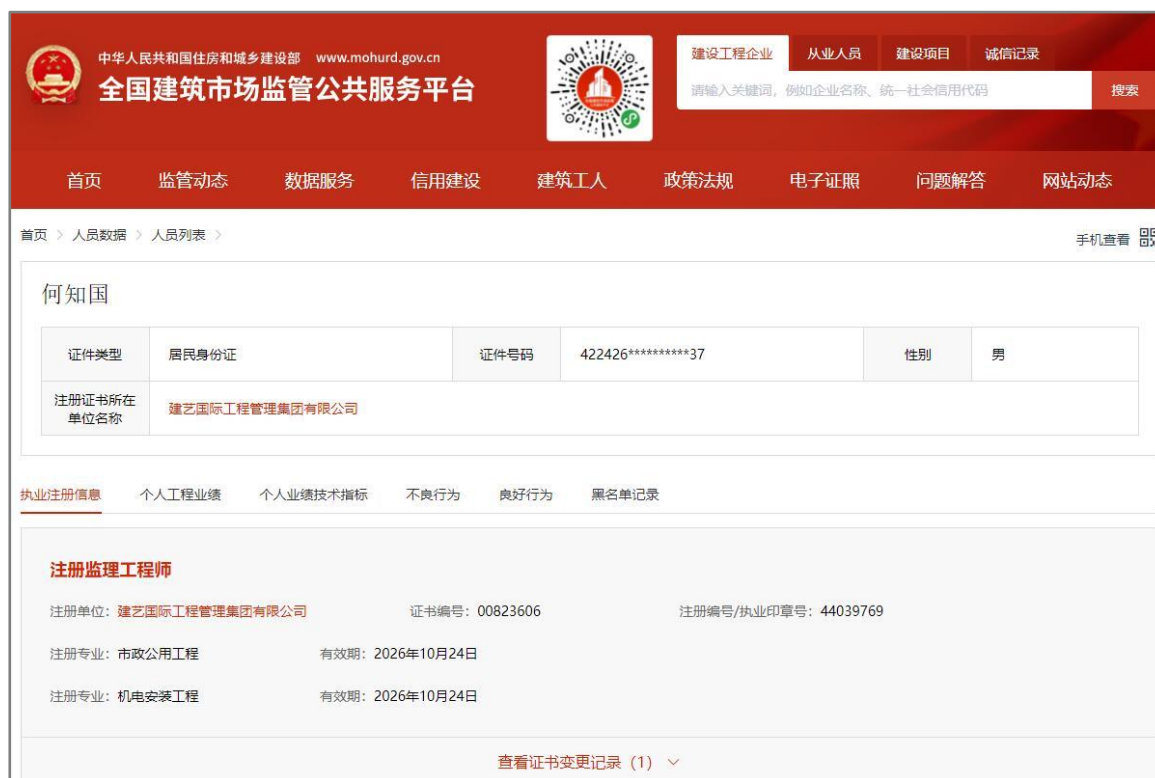 中华人民共和国住房和城乡建设部 www.mohurd.gov.cn
全国建筑市场监管公共服务平台
建设工程企业 从业人员 建设项目 诚信记录
请输入关键词，例如企业名称、统一社会信用代码 搜索
首页 监管动态 数据服务 信用建设 建筑工人 政策法规 电子证照 问题解答 网站动态
首页 > 人员数据 > 人员列表 > 手机查看
何知国
证件类型 居民身份证 证件号码 422426**********37 性别 男
注册证书所在
单位名称
建艺国际工程管理集团有限公司
执业注册信息 个人工程业绩 个人业绩技术指标 不良行为 良好行为 黑名单记录
注册监理工程师
注册单位：建艺国际工程管理集团有限公司 证书编号：00823606 注册编号/执业印章号：44039769
注册专业：市政公用工程 有效期：2026年10月24日
注册专业：机电安装工程 有效期：2026年10月24日
查看证书变更记录（1）